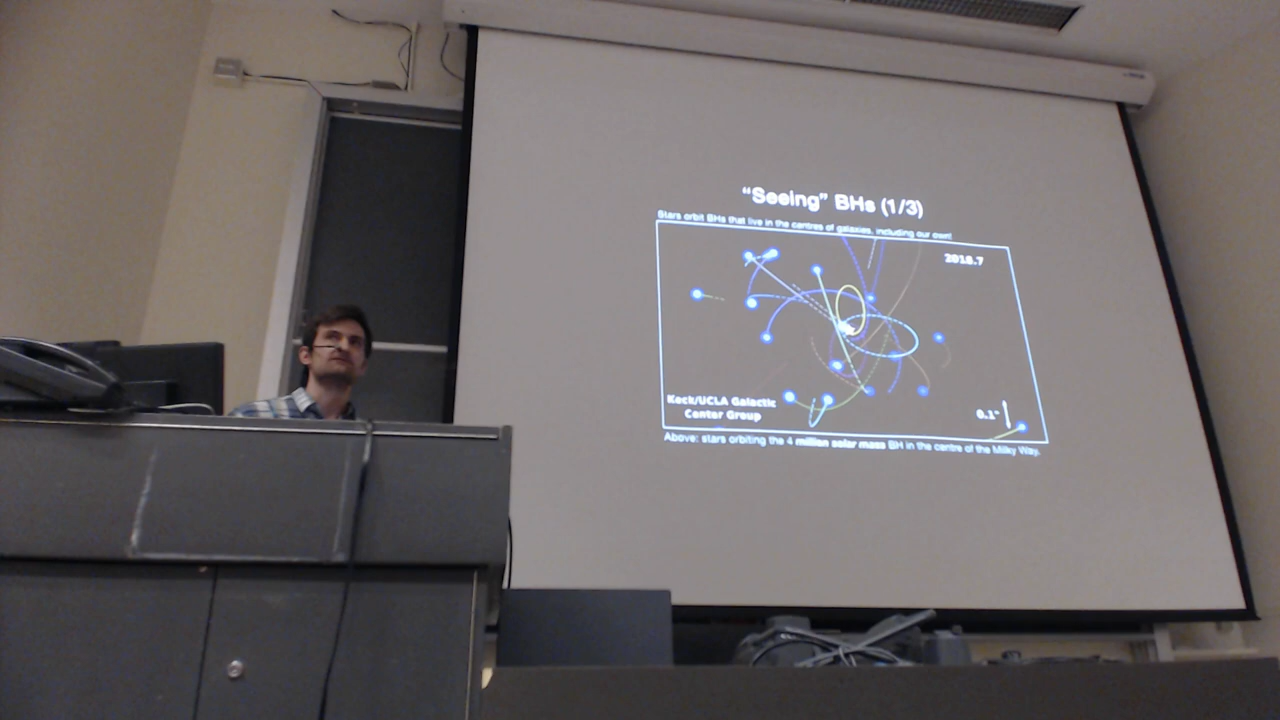 “Seeing” BHs (1/3)
Stars orbit BHs that live in the centres of galaxies, including our own!
2018.7
Keck/UCLA Galactic
Center Group
0.1"
Above: stars orbiting the 4 million solar mass BH in the centre of the Milky Way.